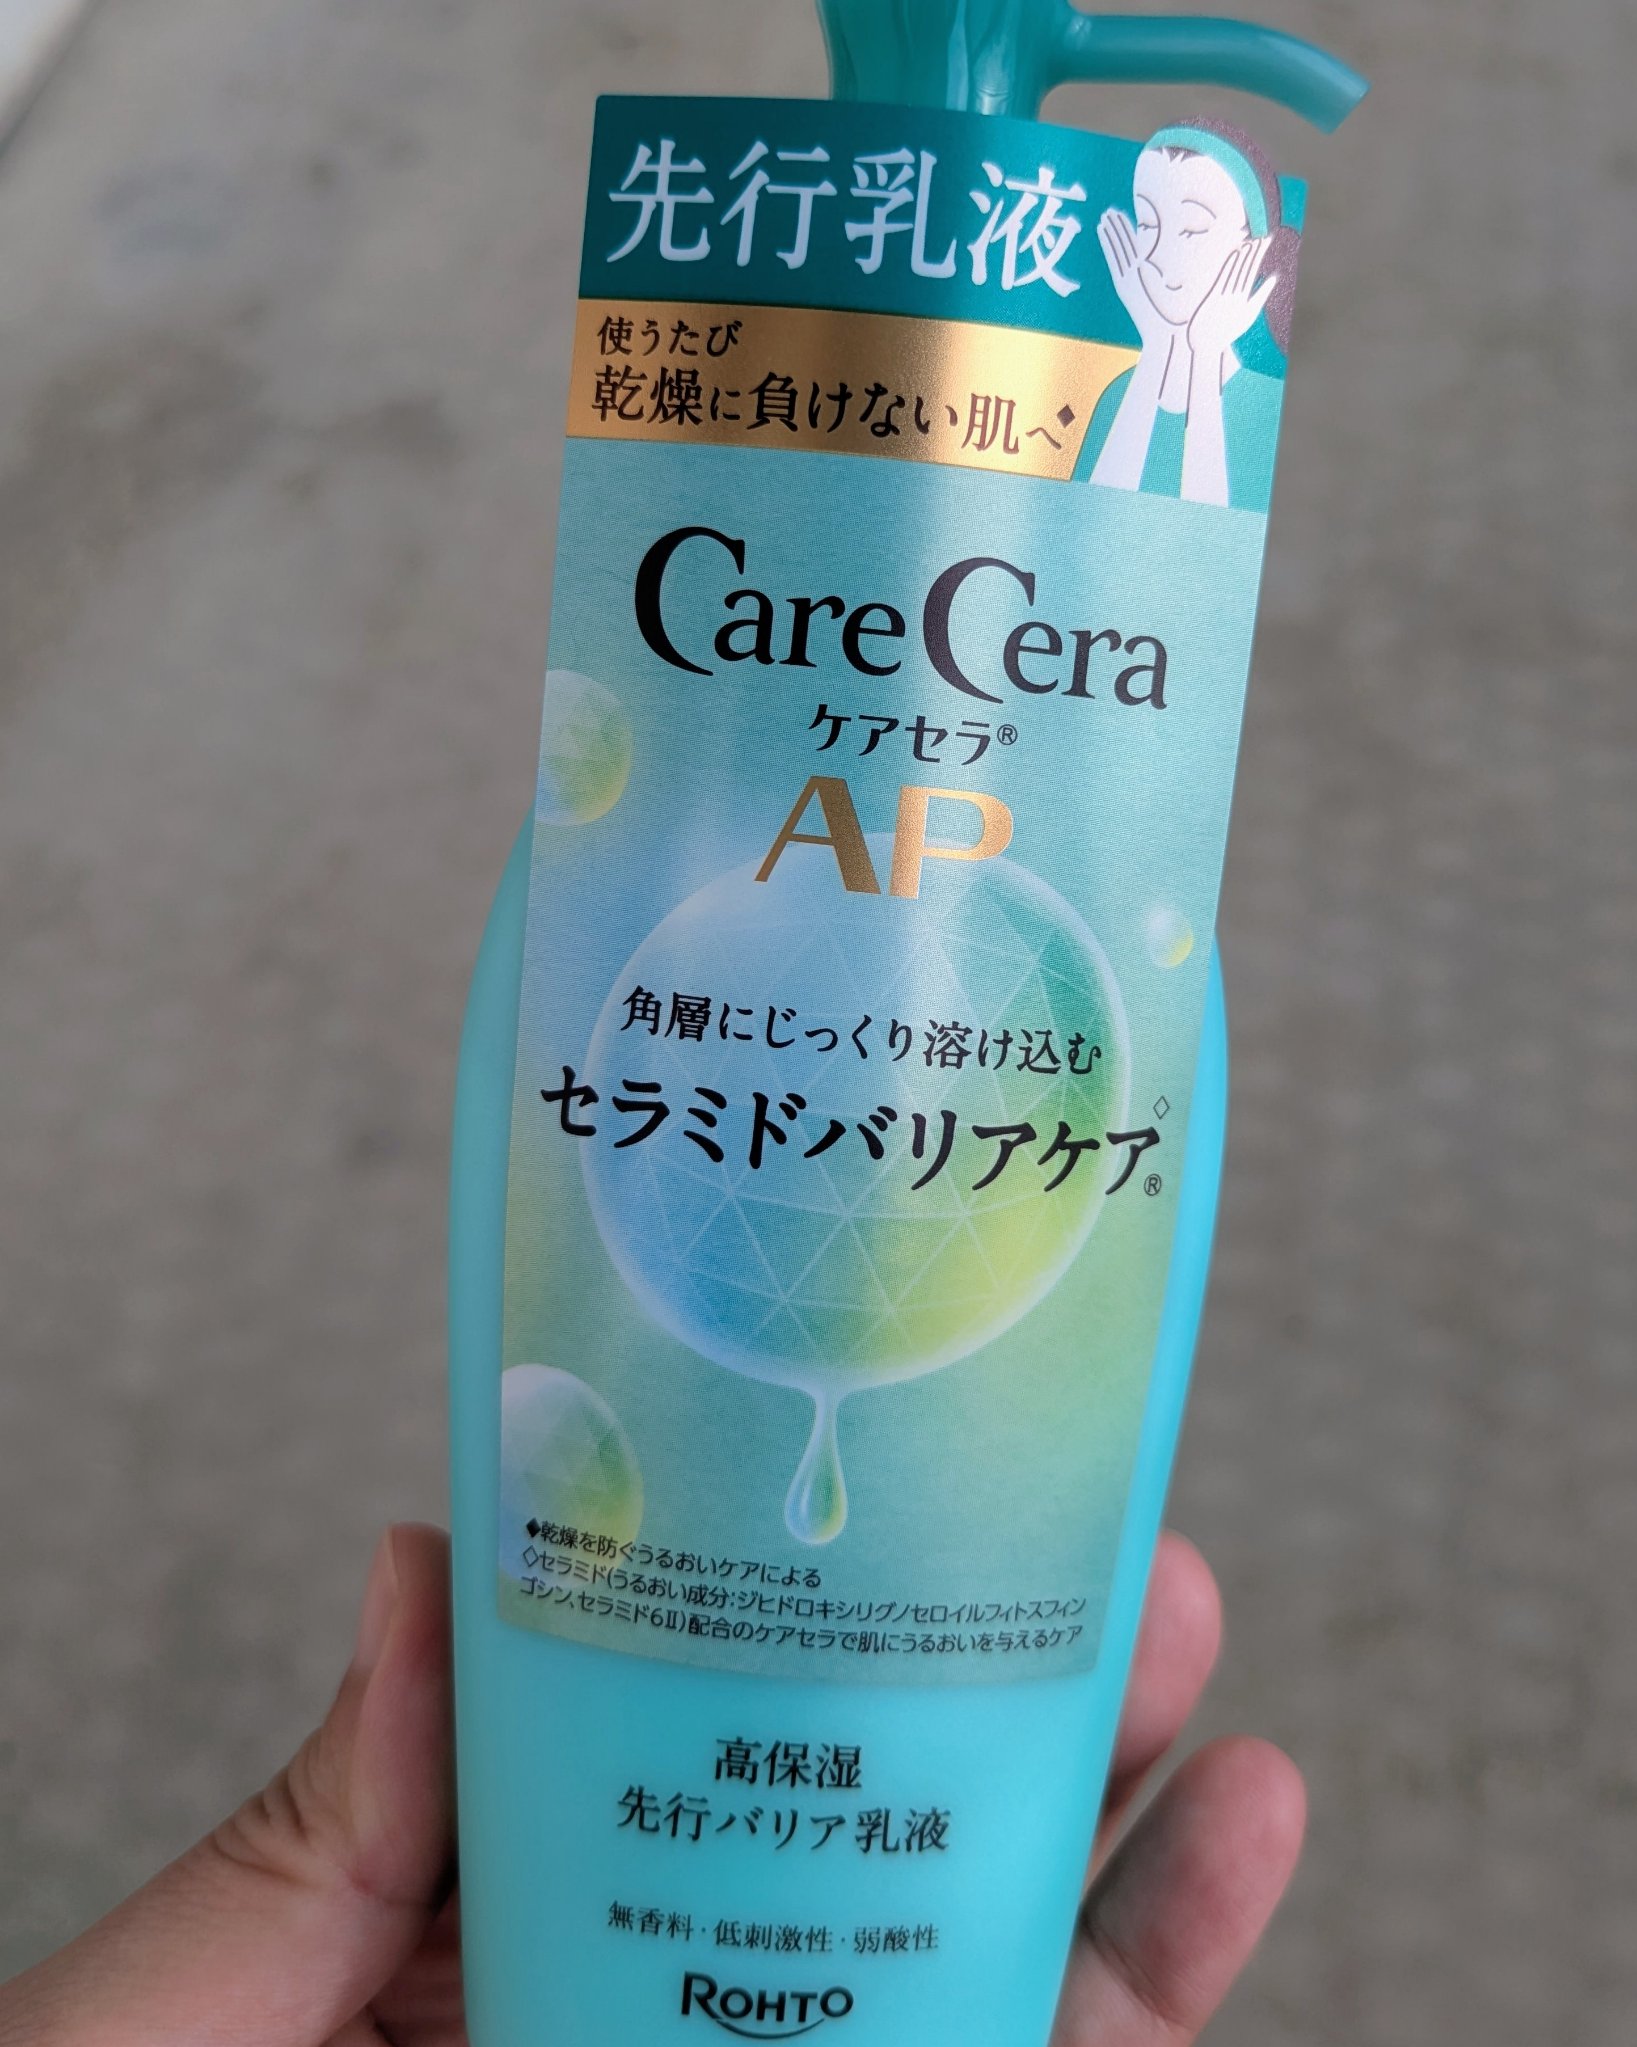 先行乳液
使うたび
乾燥に負けない肌へ◆
CareCera
ケアセラ®
AP
角層にじっくり溶け込む
セラミドバリアケア◇®
◆乾燥を防ぐうるおいケアによる
◇セラミド(うるおい成分:ジヒドロキシリグノセロイルフィトスフィン
ゴシン、セラミド6Ⅱ)配合のケアセラで肌にうるおいを与えるケア
高保湿
先行バリア乳液
無香料・低刺激性・弱酸性
ROHTO